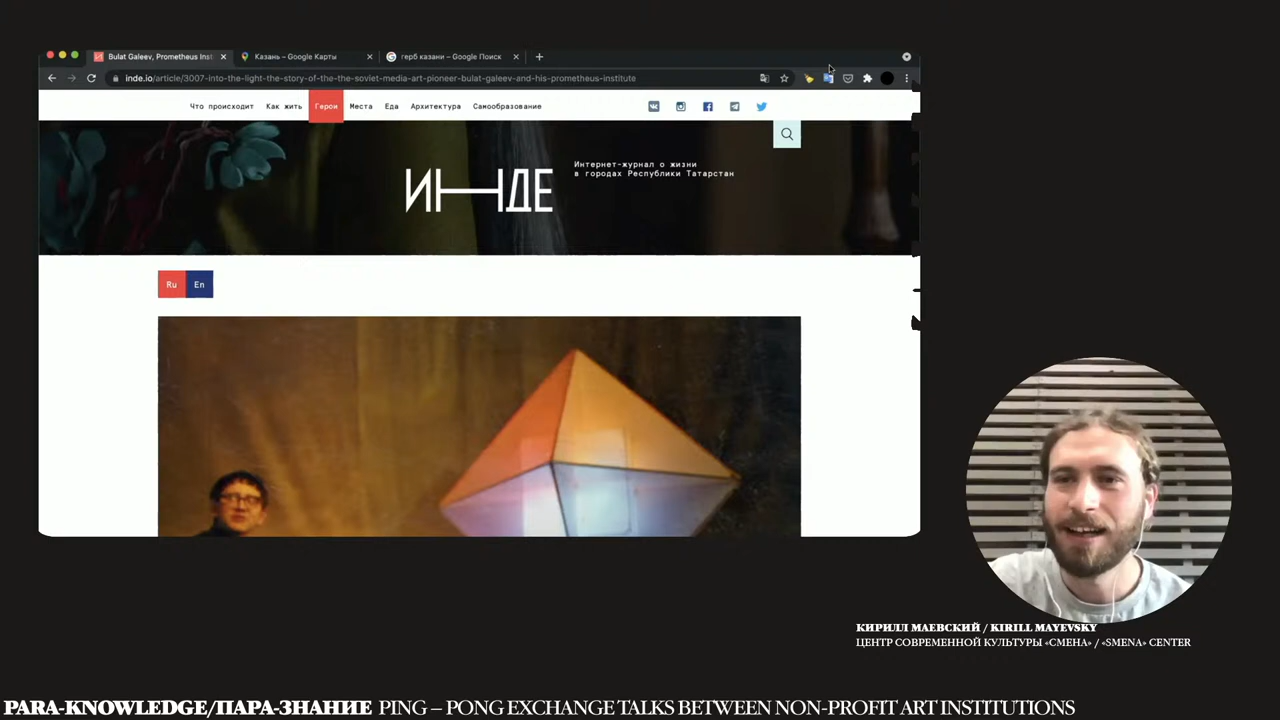 Bulat Galeev, Prometheus Inst
Казань – Google Карты
герб казани – Google Поиск
inde.io/article/3007-into-the-light-the-story-of-the-the-soviet-media-art-pioneer-bulat-galeev-and-his-prometheus-institute
Что происходит Как жить Герои Места Еда Архитектура Самообразование
ИНДЕ
Интернет-журнал о жизни
в городах Республики Татарстан
Ru En
КИРИЛЛ МАЕВСКИЙ / KIRILL MAYEVSKY
ЦЕНТР СОВРЕМЕННОЙ КУЛЬТУРЫ «СМЕНА» / «SMENA» CENTER
PARA-KNOWLEDGE/ПАРА-ЗНАНИЕ PING – PONG EXCHANGE TALKS BETWEEN NON-PROFIT ART INSTITUTIONS